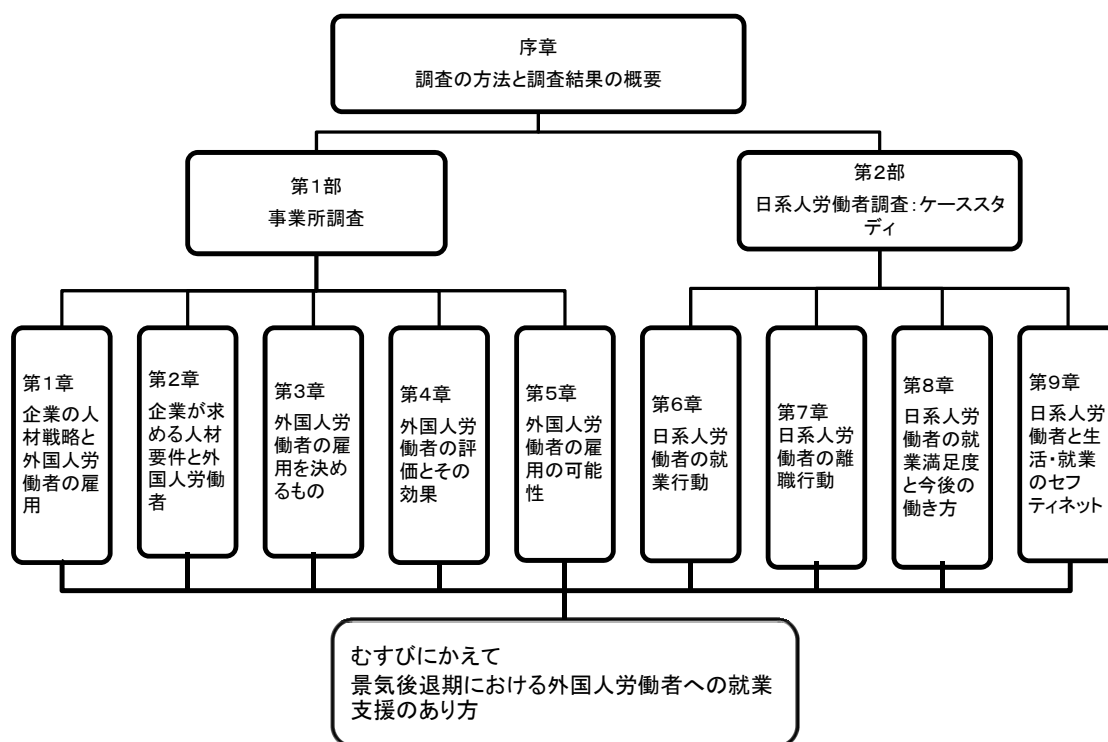 序章
調査の方法と調査結果の概要
第1部
事業所調査
第2部
日系人労働者調査:ケーススタ
ディ
第1章
企業の人
材戦略と
外国人労
働者の雇
用
第2章
企業が求
める人材
要件と外
国人労働
者
第3章
外国人労
働者の雇
用を決め
るもの
第4章
外国人労
働者の評
価とその
効果
第5章
外国人労
働者の雇
用の可能
性
第6章
日系人労
働者の就
業行動
第7章
日系人労
働者の離
職行動
第8章
日系人労
働者の就
業満足度
と今後の
働き方
第9章
日系人労
働者と生
活・就業
のセフ
ティネット
むすびにかえて
景気後退期における外国人労働者への就業
支援のあり方